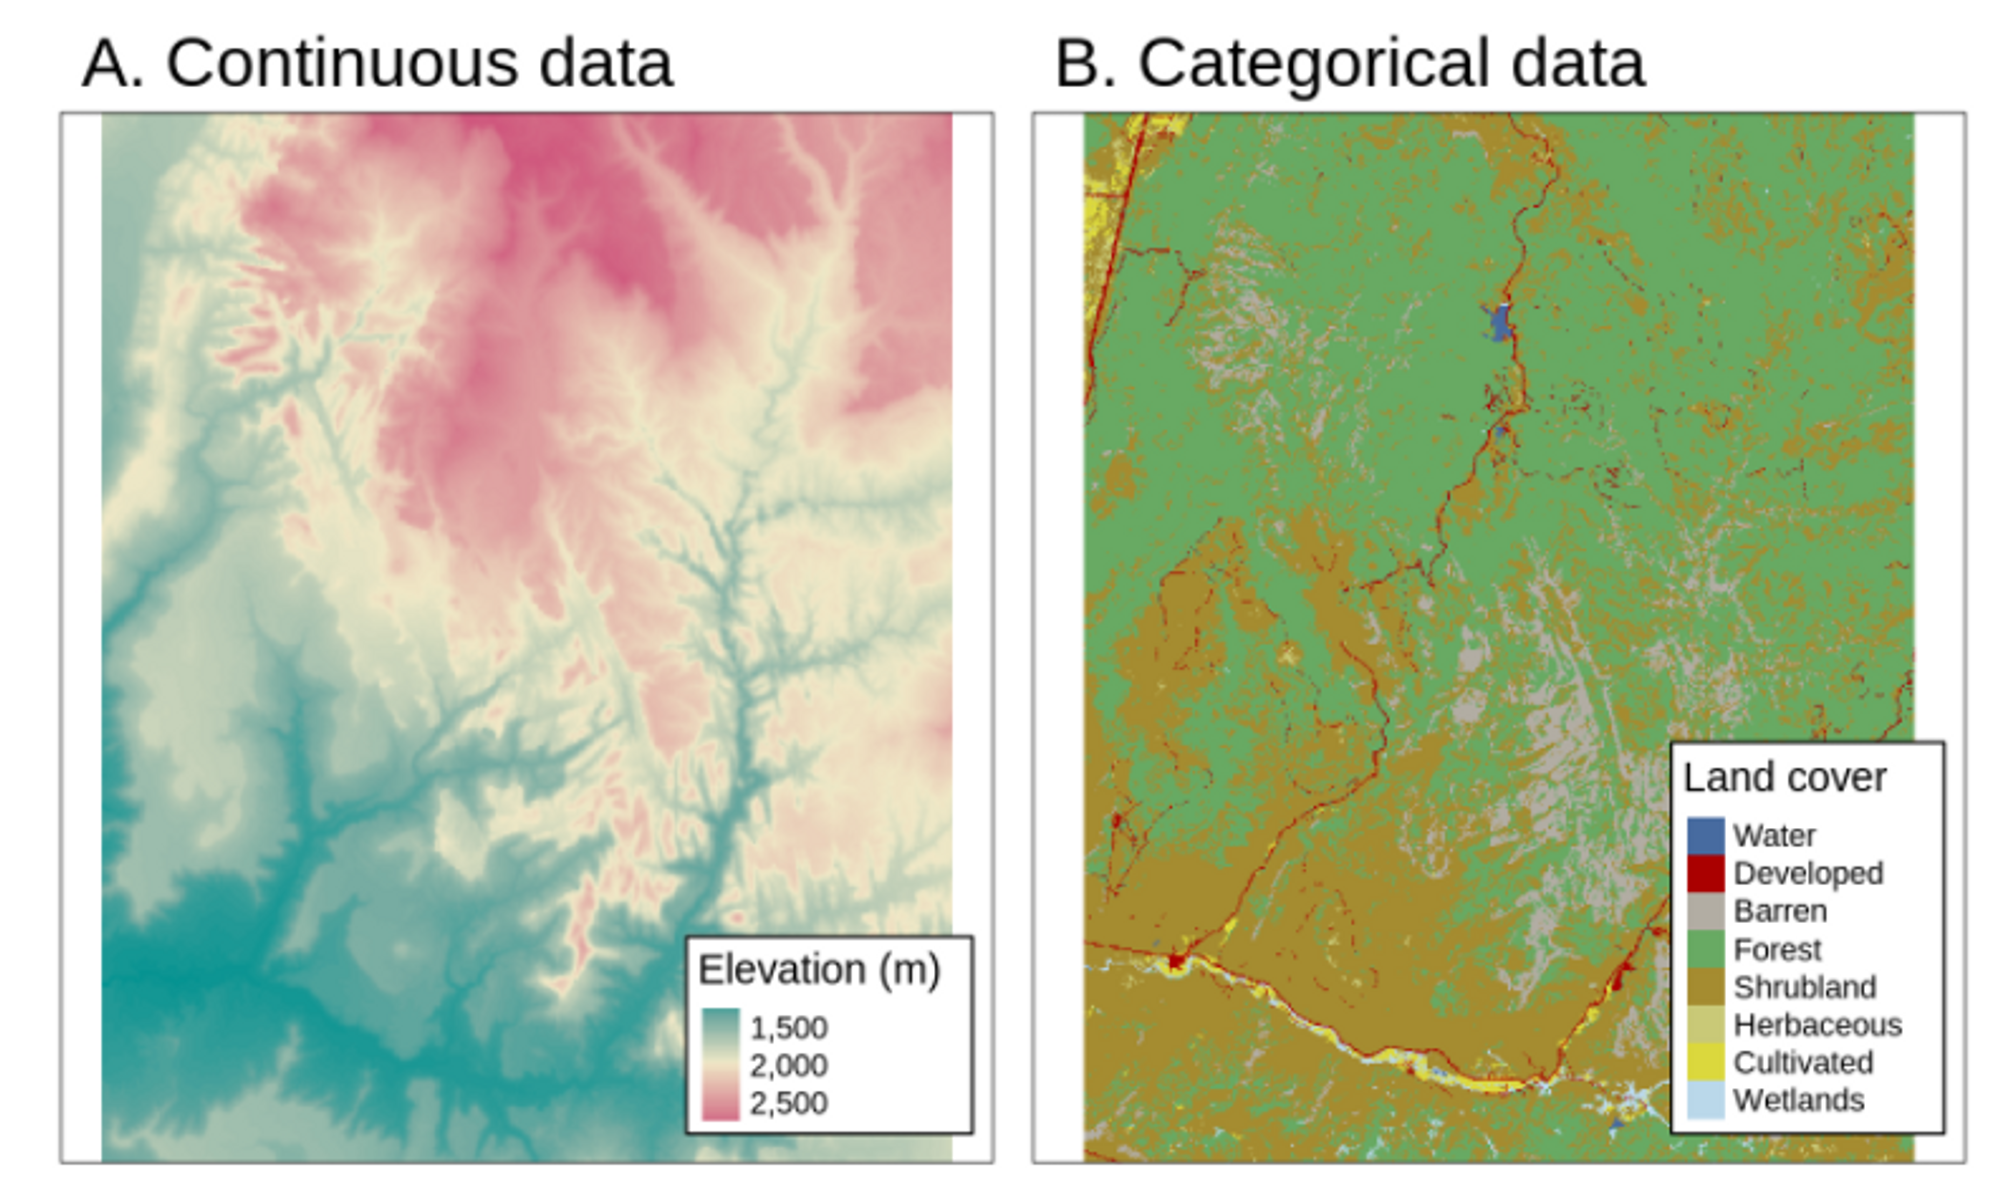 A. Continuous data
Elevation (m)
1,500
2,000
2,500
B. Categorical data
Land cover
Water
Developed
Barren
Forest
Shrubland
Herbaceous
Cultivated
Wetlands